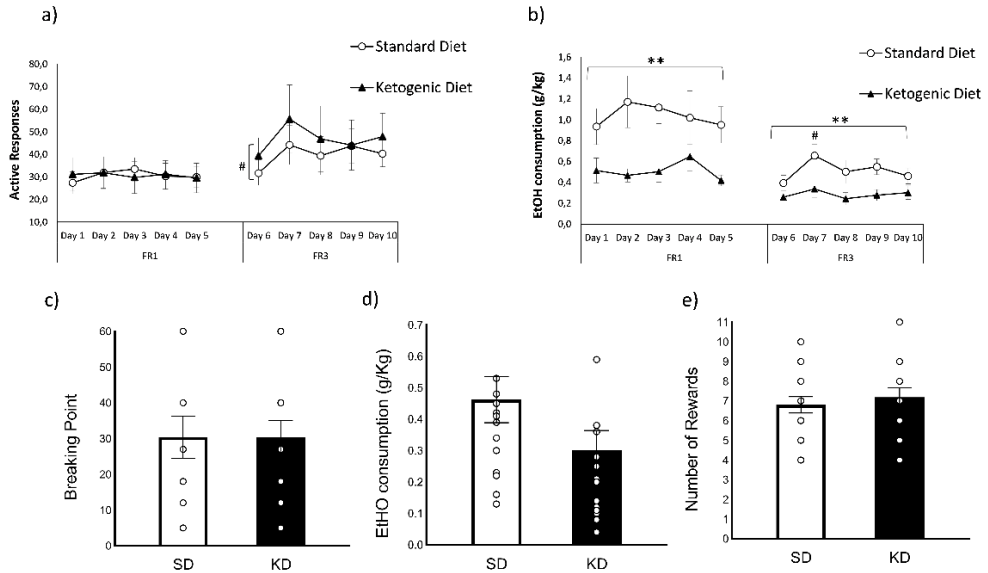 a)
Standard Diet
Ketogenic Diet
Active Responses
80,0
70,0
60,0
50,0
40,0
30,0
20,0
10,0
#
Day 1 Day 2 Day 3 Day 4 Day 5 Day 6 Day 7 Day 8 Day 9 Day 10
FR1 FR3
b)
Standard Diet
Ketogenic Diet
EtOH consumption (g/kg)
1,6
1,4
1,2
1,0
0,8
0,6
0,4
0,2
0,0
**
**
#
Day 1 Day 2 Day 3 Day 4 Day 5 Day 6 Day 7 Day 8 Day 9 Day 10
FR1 FR3
c)
Breaking Point
60
50
40
30
20
10
0
SD KD
d)
EtHO consumption (g/Kg)
0.7
0.6
0.5
0.4
0.3
0.2
0.1
0.0
SD KD
e)
Number of Rewards
11
10
9
8
7
6
5
4
3
2
1
0
SD KD